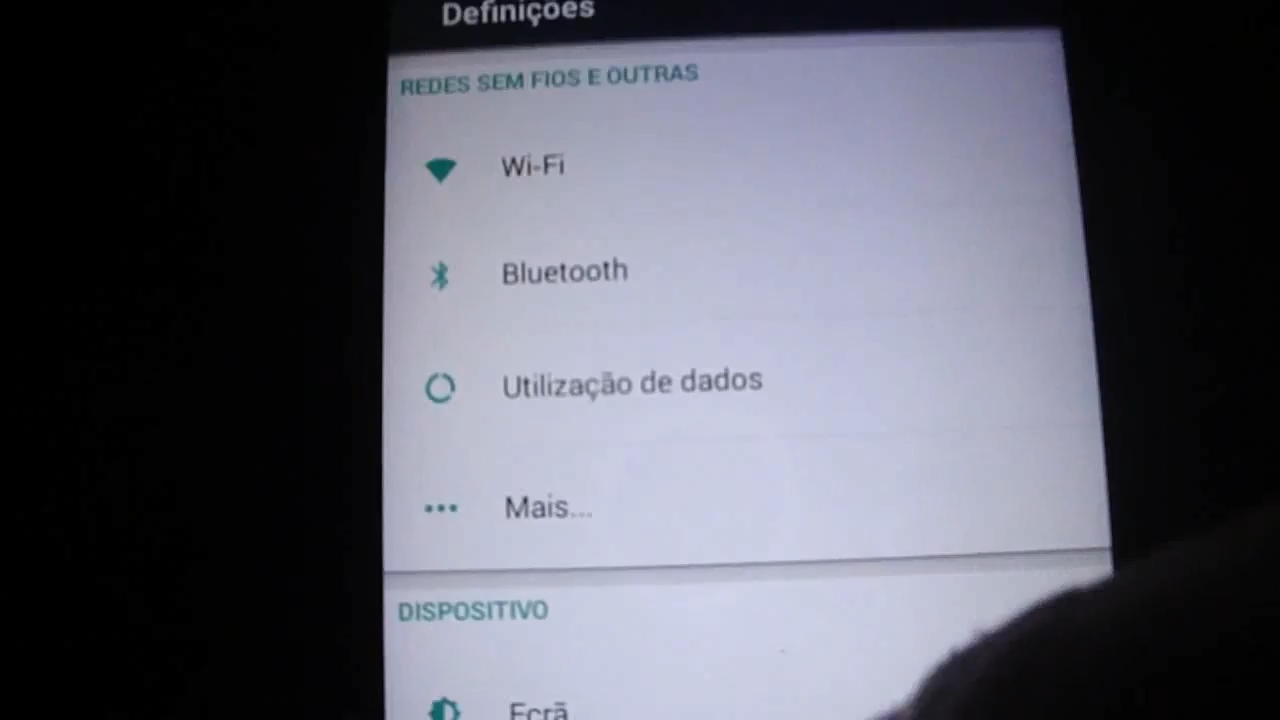 Definições
REDES SEM FIOS E OUTRAS
Wi-Fi
Bluetooth
Utilização de dados
Mais...
DISPOSITIVO
Ecrã